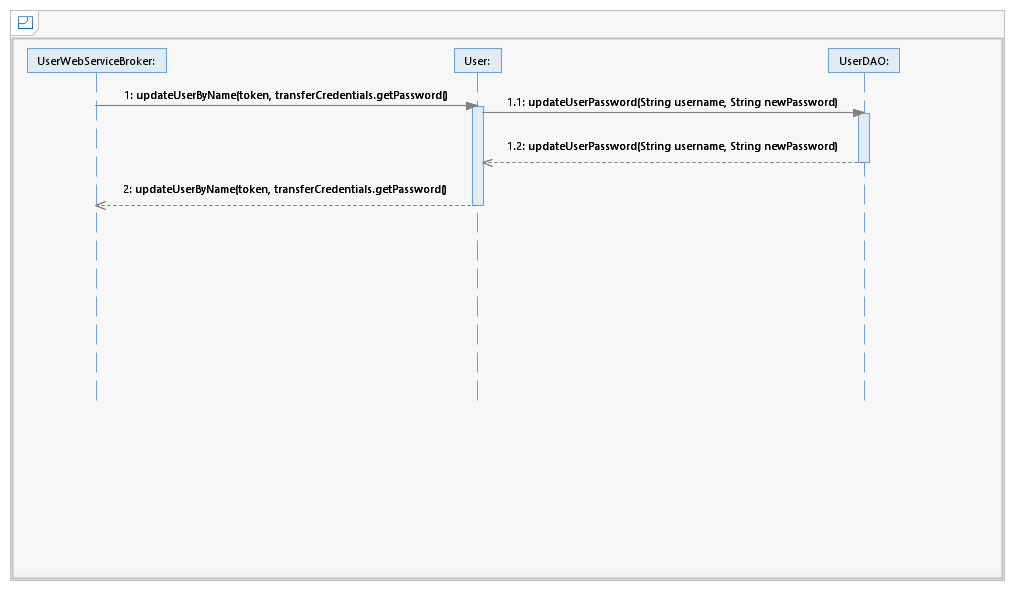 UserWebServiceBroker:
User:
UserDAO:
1: updateUserByName(token, transferCredentials.getPassword()
1.1: updateUserPassword(String username, String newPassword)
1.2: updateUserPassword(String username, String newPassword)
2: updateUserByName(token, transferCredentials.getPassword()